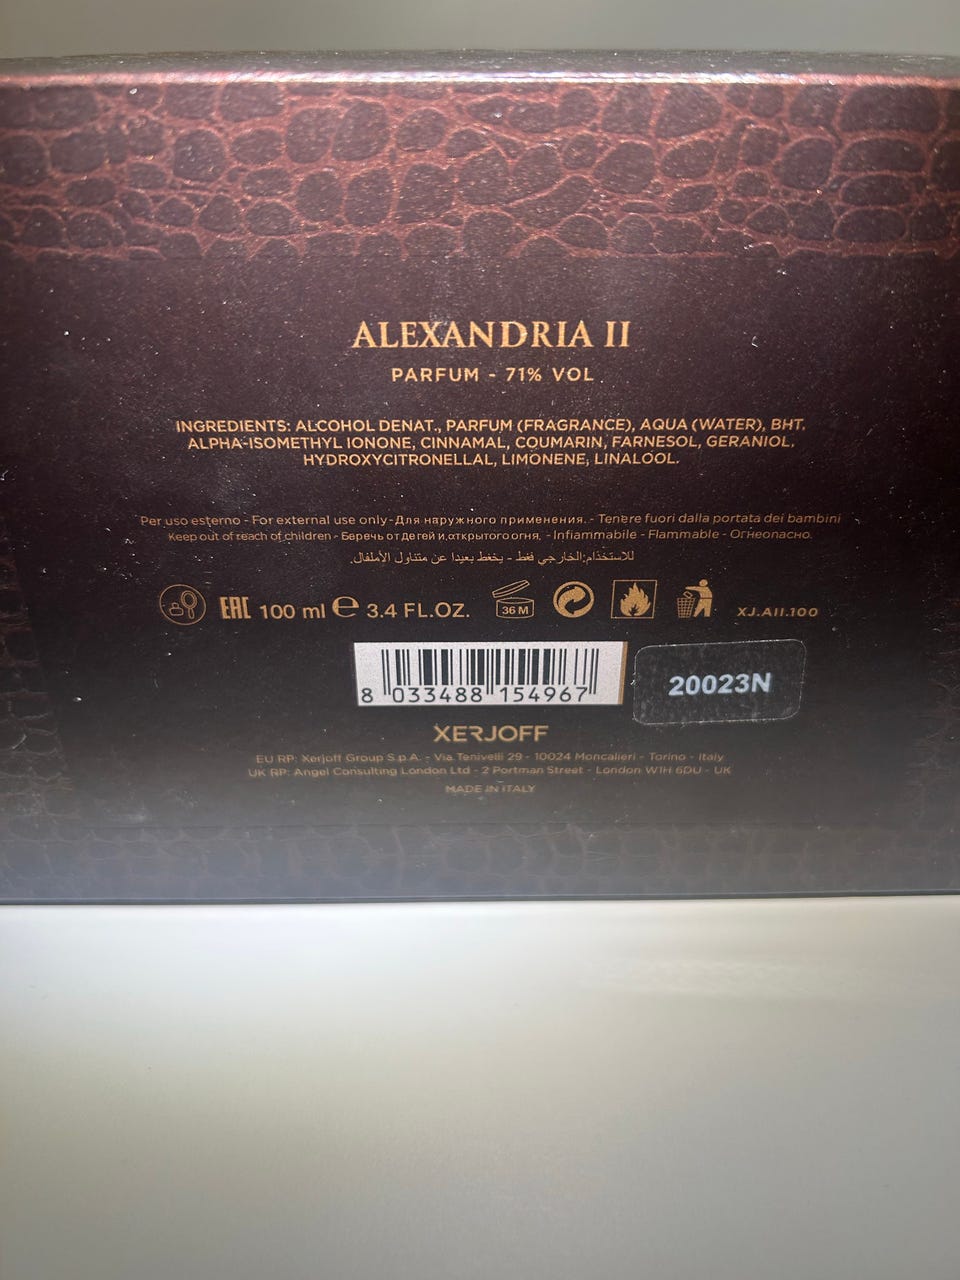 ALEXANDRIA II
PARFUM - 71% VOL
INGREDIENTS: ALCOHOL DENAT., PARFUM (FRAGRANCE), AQUA (WATER), BHT,
ALPHA-ISOMETHYL IONONE, CINNAMAL, COUMARIN, FARNESOL, GERANIOL,
HYDROXYCITRONELLAL, LIMONENE, LINALOOL.
Per uso esterno - For external use only - Для наружного применения. - Tenere fuori dalla portata dei bambini
Keep out of reach of children - Беречь от детей и,открытого огня, - Infiammabile - Flammable - Огнеопасно.
للاستخدام:الخارجي فقط - يحفظ بعيدا عن متناول الأطفال.
EAC 100 ml ℮ 3.4 FL.OZ. 36 M XJ.AII.100
8 033488 154967
20023N
XERJOFF
EU RP: Xerjoff Group S.p.A. - Via Tenivelli 29 - 10024 Moncalieri - Torino - Italy
UK RP: Angel Consulting London Ltd - 2 Portman Street - London W1H 6DU - UK
MADE IN ITALY